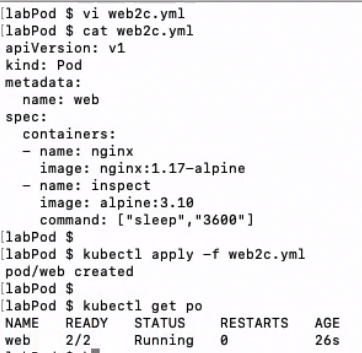 [labPod $ vi web2c.yml
[labPod $ cat web2c.yml
apiVersion: v1
kind: Pod
metadata:
  name: web
spec:
  containers:
  - name: nginx
    image: nginx:1.17-alpine
  - name: inspect
    image: alpine:3.10
    command: ["sleep","3600"]
[labPod $
[labPod $ kubectl apply -f web2c.yml
pod/web created
[labPod $
[labPod $ kubectl get po
NAME   READY   STATUS    RESTARTS   AGE
web    2/2     Running   0          26s